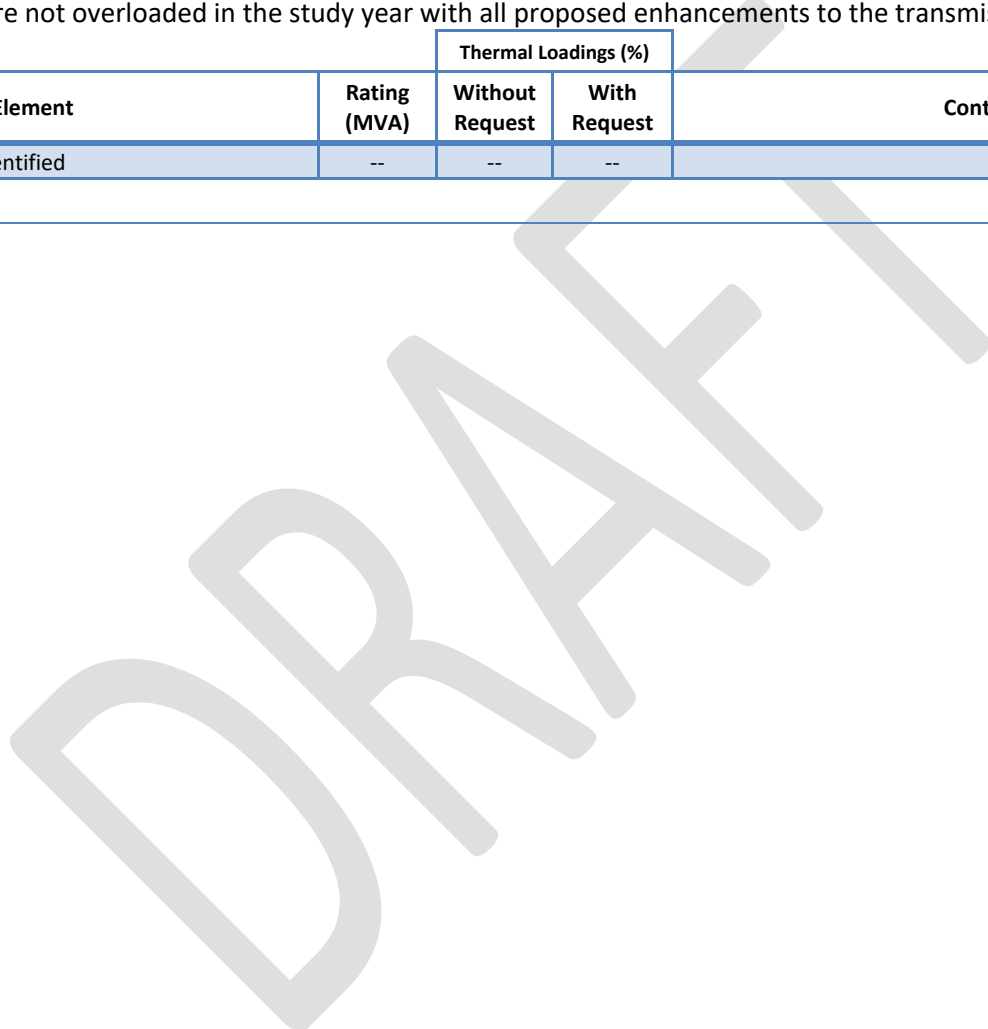 re not overloaded in the study year with all proposed enhancements to the transmis
Thermal Loadings (%)
Element Rating (MVA) Without Request With Request Cont
entified -- -- --
DRAFT